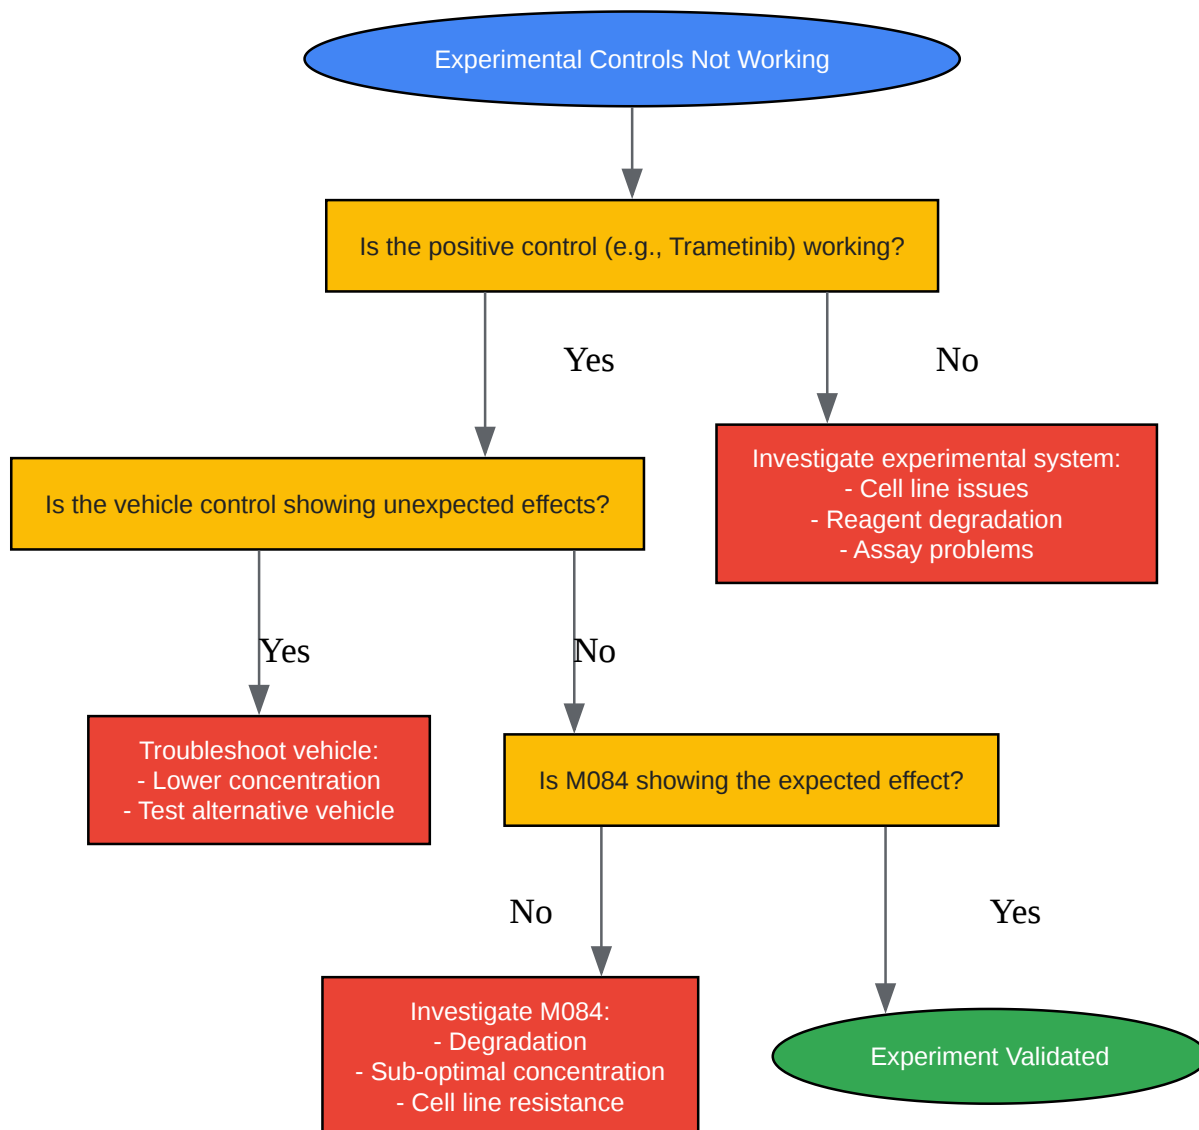 Experimental Controls Not Working
Is the positive control (e.g., Trametinib) working?
Yes
No
Investigate experimental system:
- Cell line issues
- Reagent degradation
- Assay problems
Is the vehicle control showing unexpected effects?
Yes
No
Troubleshoot vehicle:
- Lower concentration
- Test alternative vehicle
Is M084 showing the expected effect?
No
Yes
Investigate M084:
- Degradation
- Sub-optimal concentration
- Cell line resistance
Experiment Validated